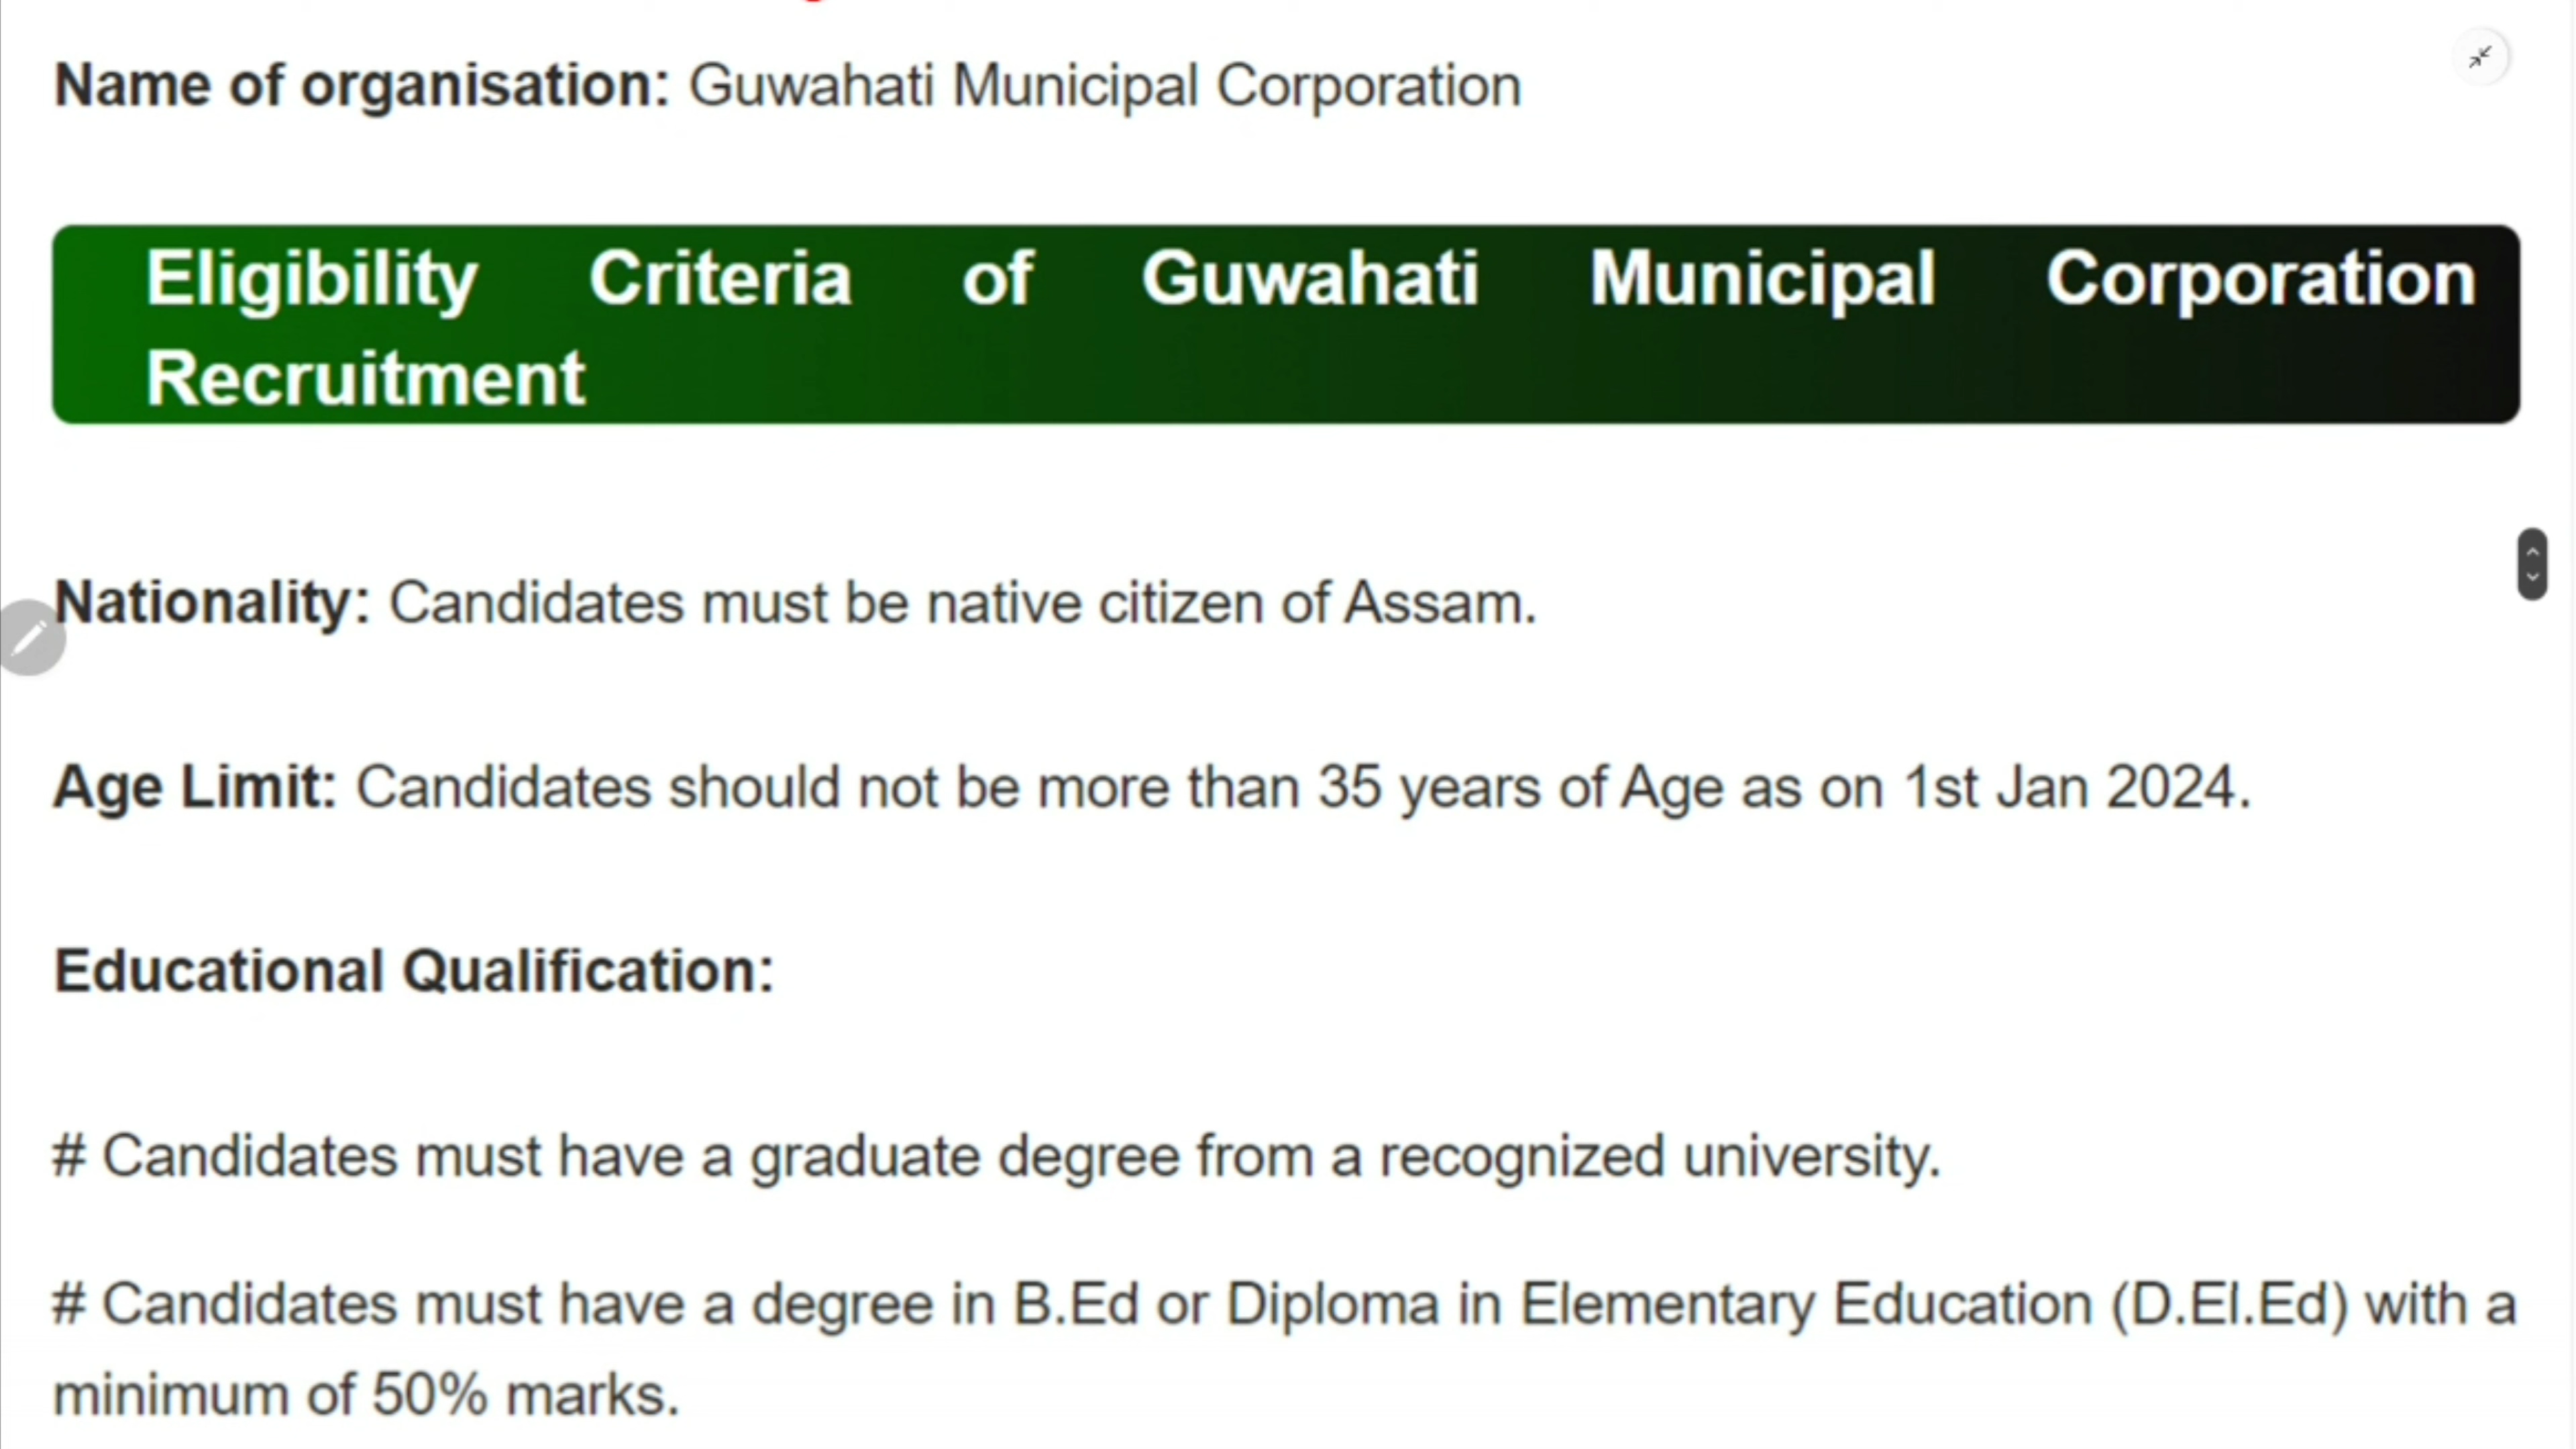 Name of organisation: Guwahati Municipal Corporation
Eligibility Criteria of Guwahati Municipal Corporation
Recruitment
Nationality: Candidates must be native citizen of Assam.
Age Limit: Candidates should not be more than 35 years of Age as on 1st Jan 2024.
Educational Qualification:
# Candidates must have a graduate degree from a recognized university.
# Candidates must have a degree in B.Ed or Diploma in Elementary Education (D.El.Ed) with a
minimum of 50% marks.